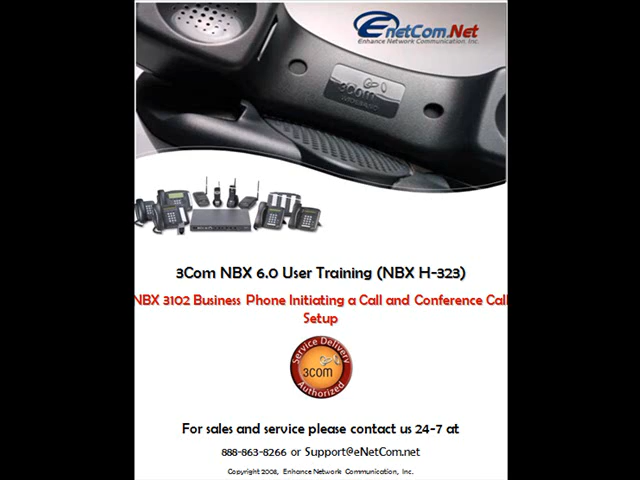 EnetCom.Net
Enhance Network Communication, Inc.
3Com
3Com NBX 6.0 User Training (NBX H-323)
NBX 3102 Business Phone Initiating a Call and Conference Call
Setup
Service Delivery
3com
Authorized
For sales and service please contact us 24-7 at
888-863-8266 or Support@eNetCom.net
Copyright 2008, Enhance Network Communication, Inc.